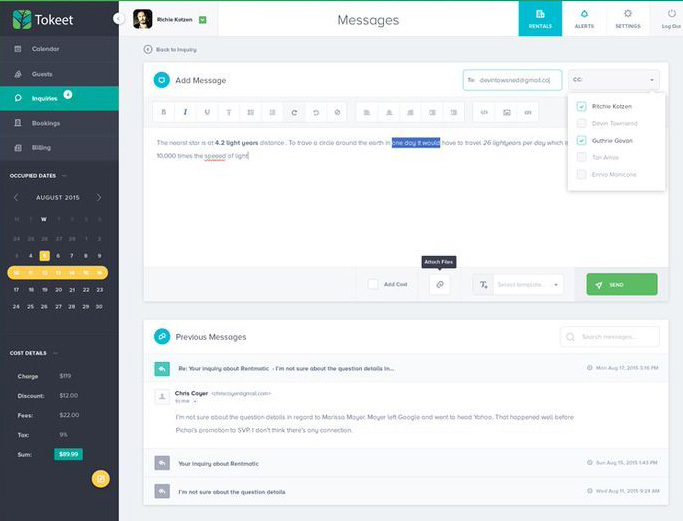 Tokeet
Richie Kotzen
Messages
RENTALS
ALERTS
SETTINGS
Log Out
Calendar
Guests
Inquiries
4
Bookings
Billing
Back to Inquiry
Add Message
To: devintownsed@gmail.co
CC:
B I U T
Ritchie Kotzen
Devin Townsend
Guthrie Govan
Tori Amos
Ennio Moricone
The nearst star is at 4.2 light years distance . To trave a circle around the earth in one day it would have to travel 26 lightyears per day which is
10,000 times the speeed of light
Attach Files
Add Cost
Select template...
SEND
OCCUPIED DATES
AUGUST 2015
W
24 25 26 27 28 1 2
3 4 5 6 7 8 9
10 11 12 13 14 15 16
17 18 19 20 21 22 23
24 25 26 27 28 29 30
COST DETAILS
Charge $119
Discount: $12.00
Fees: $22.00
Tax: 9%
Sum: $89.99
Previous Messages
Search messages...
Re: Your inquiry about Rentmatic - I'm not sure about the question details in...
Mon Aug 17, 2015 3:16 PM
Chris Coyer <chriscoyer@gmail.com>
to me
I'm not sure about the question details in regard to Marissa Mayer. Mayer left Google and went to head Yahoo. That happened well before
Pichai's promotion to SVP. I don't think there's any connection.
Your inquiry about Rentmatic
Sun Aug 15, 2015 1:43 PM
I'm not sure about the question details
Wed Aug 11, 2015 9:24 AM